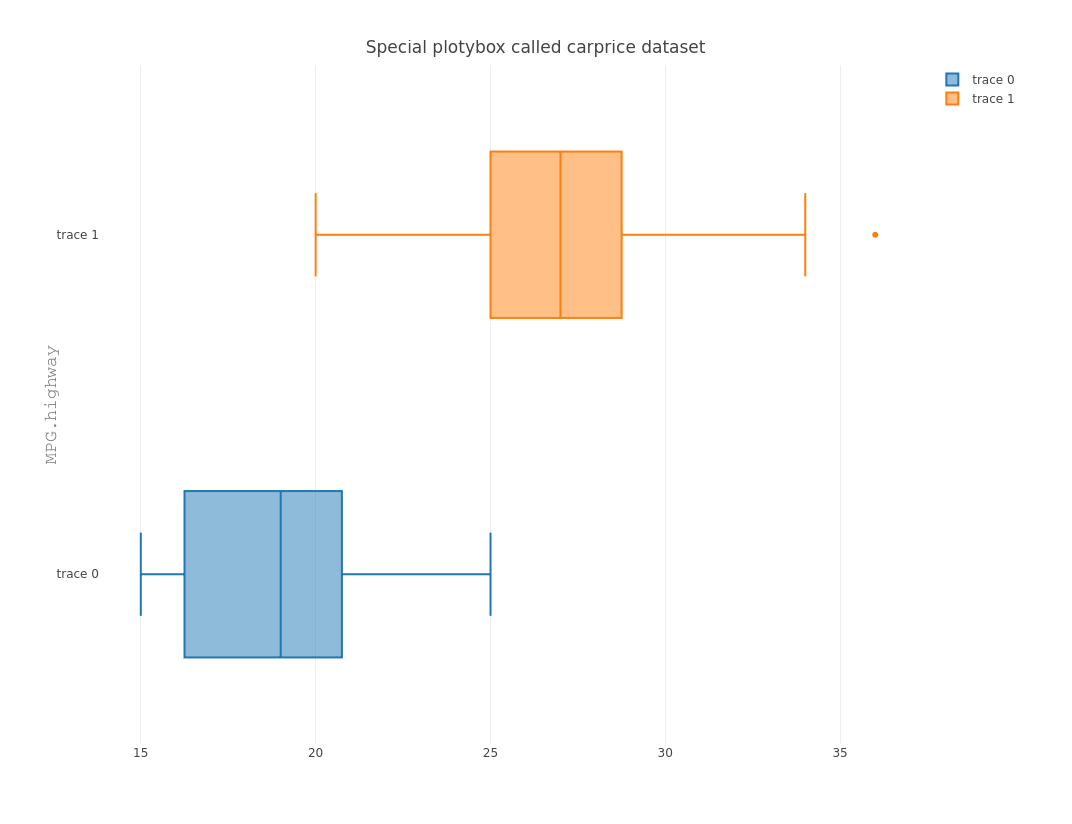 Special plotybox called carprice dataset
trace 0
trace 1
trace 1
MPG.highway
trace 0
15
20
25
30
35